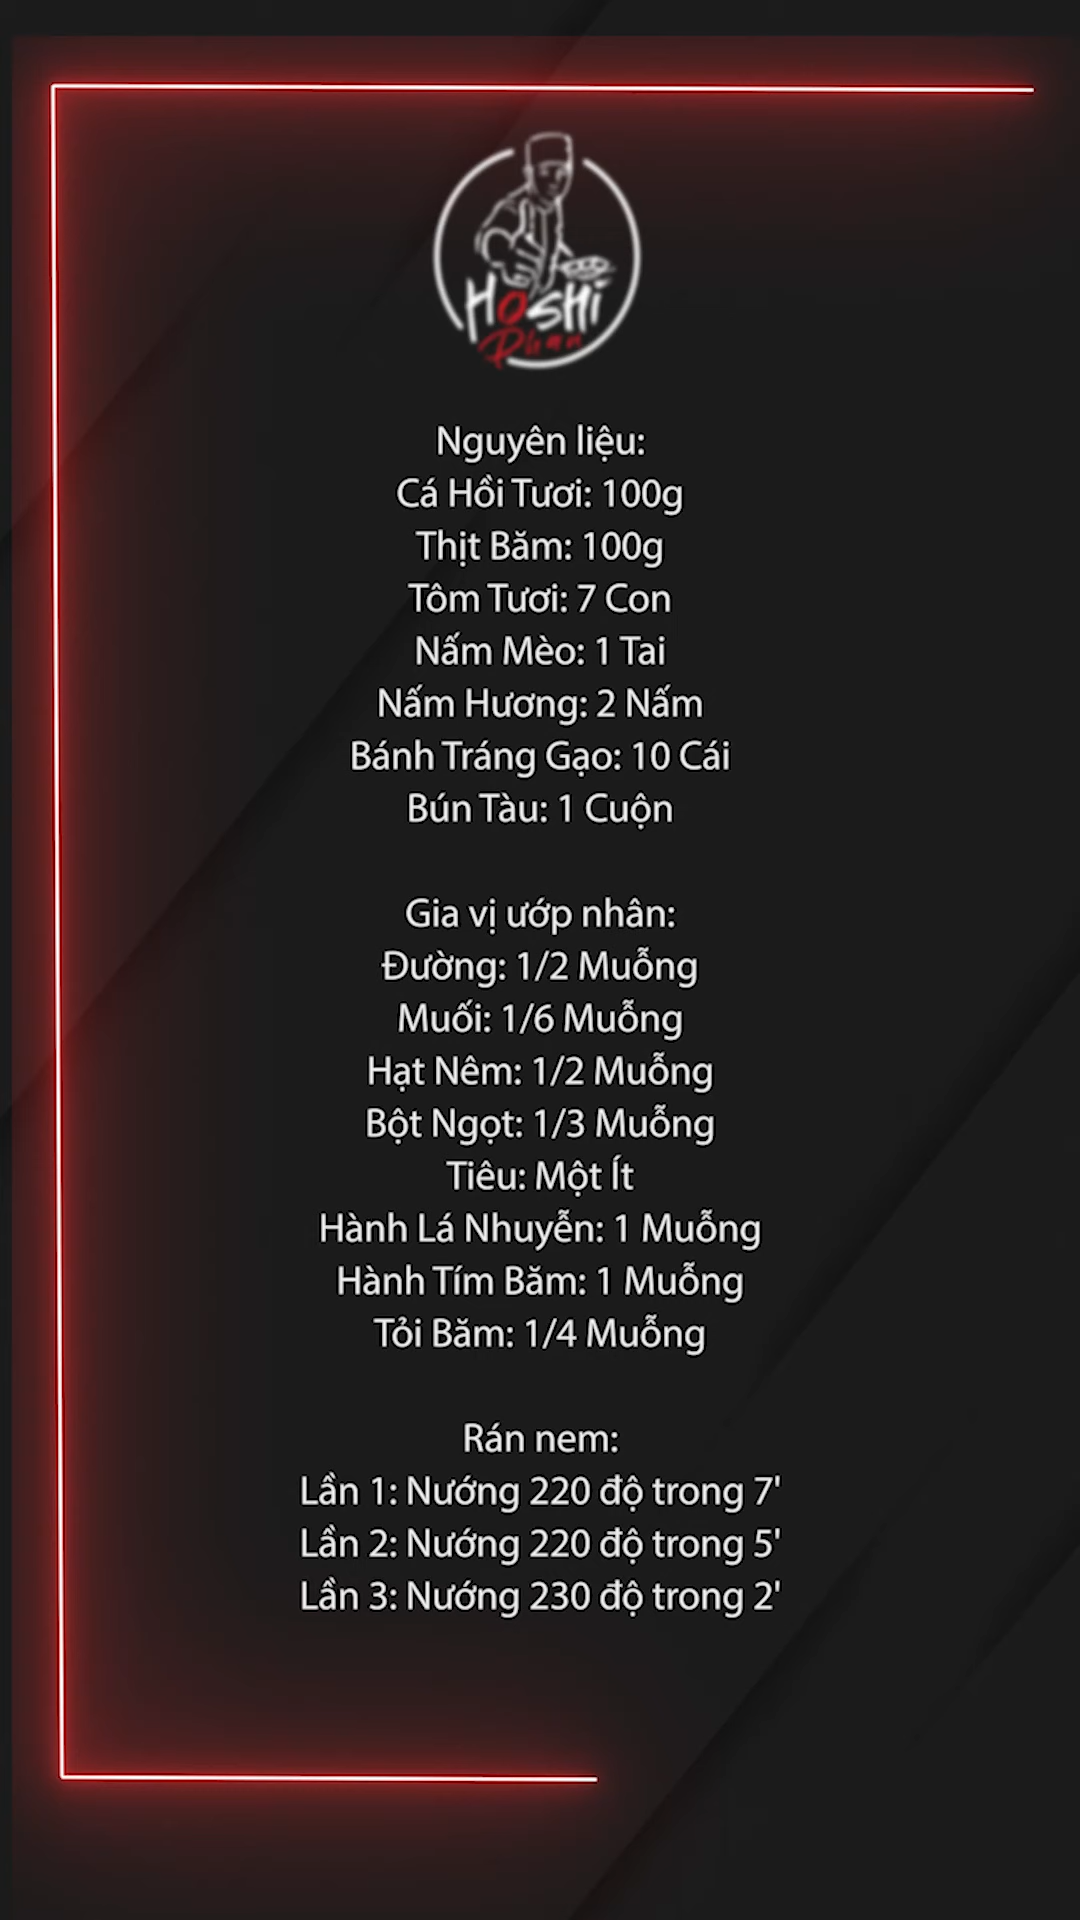 HOSHI
Phan
Nguyên liệu:
Cá Hồi Tươi: 100g
Thịt Băm: 100g
Tôm Tươi: 7 Con
Nấm Mèo: 1 Tai
Nấm Hương: 2 Nấm
Bánh Tráng Gạo: 10 Cái
Bún Tàu: 1 Cuộn
Gia vị ướp nhân:
Đường: 1/2 Muỗng
Muối: 1/6 Muỗng
Hạt Nêm: 1/2 Muỗng
Bột Ngọt: 1/3 Muỗng
Tiêu: Một Ít
Hành Lá Nhuyễn: 1 Muỗng
Hành Tím Băm: 1 Muỗng
Tỏi Băm: 1/4 Muỗng
Rán nem:
Lần 1: Nướng 220 độ trong 7'
Lần 2: Nướng 220 độ trong 5'
Lần 3: Nướng 230 độ trong 2'